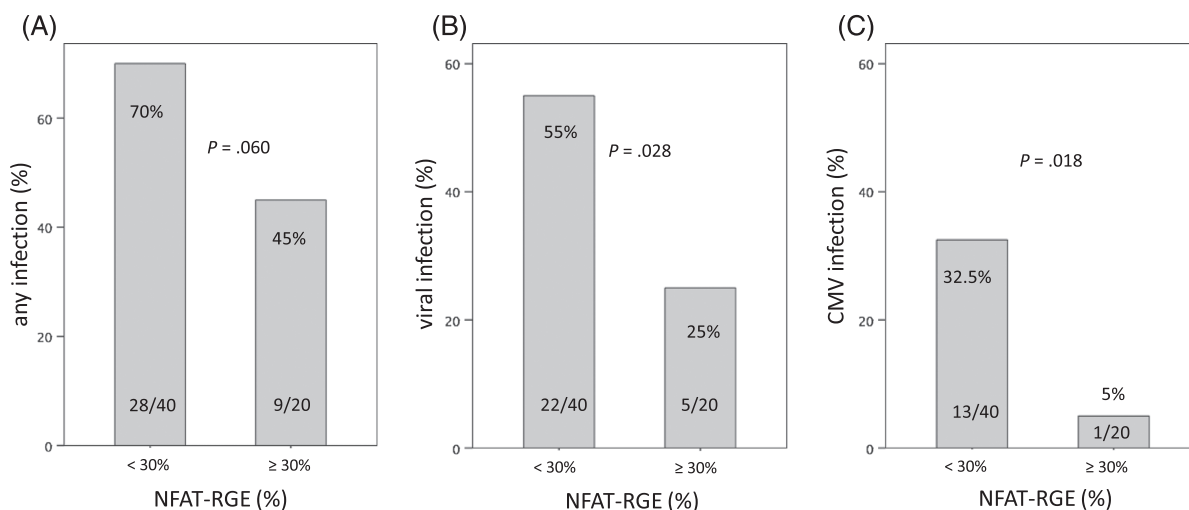 (A)
any infection (%)
60
40
20
0
70%
P = .060
45%
28/40
9/20
< 30%
≥ 30%
NFAT-RGE (%)
(B)
viral infection (%)
60
40
20
0
55%
P = .028
25%
22/40
5/20
< 30%
≥ 30%
NFAT-RGE (%)
(C)
CMV infection (%)
60
40
20
0
P = .018
32.5%
5%
13/40
1/20
< 30%
≥ 30%
NFAT-RGE (%)